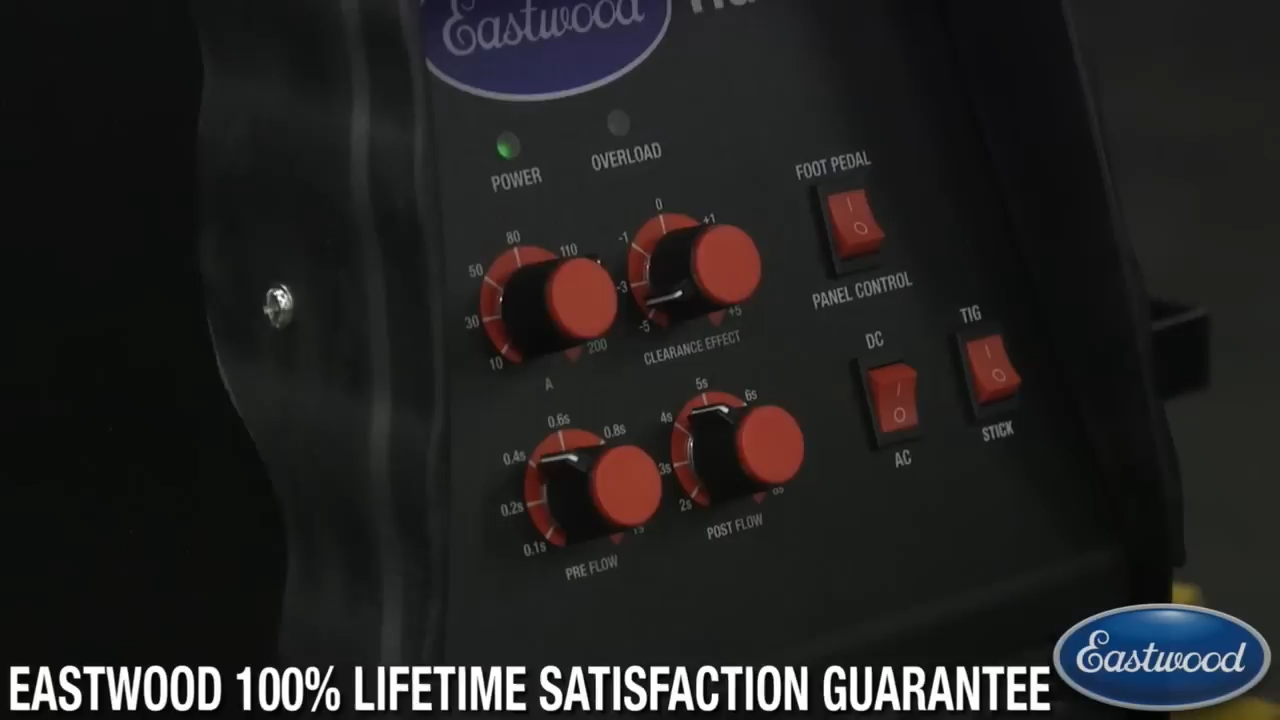 Eastwood
POWER
OVERLOAD
FOOT PEDAL
PANEL CONTROL
10
30
50
80
110
200
A
-5
-3
-1
0
+1
+5
CLEARANCE EFFECT
DC
AC
TIG
STICK
0.1s
0.2s
0.4s
0.6s
0.8s
1s
PRE FLOW
2s
3s
4s
5s
6s
8s
POST FLOW
EASTWOOD 100% LIFETIME SATISFACTION GUARANTEE
Eastwood